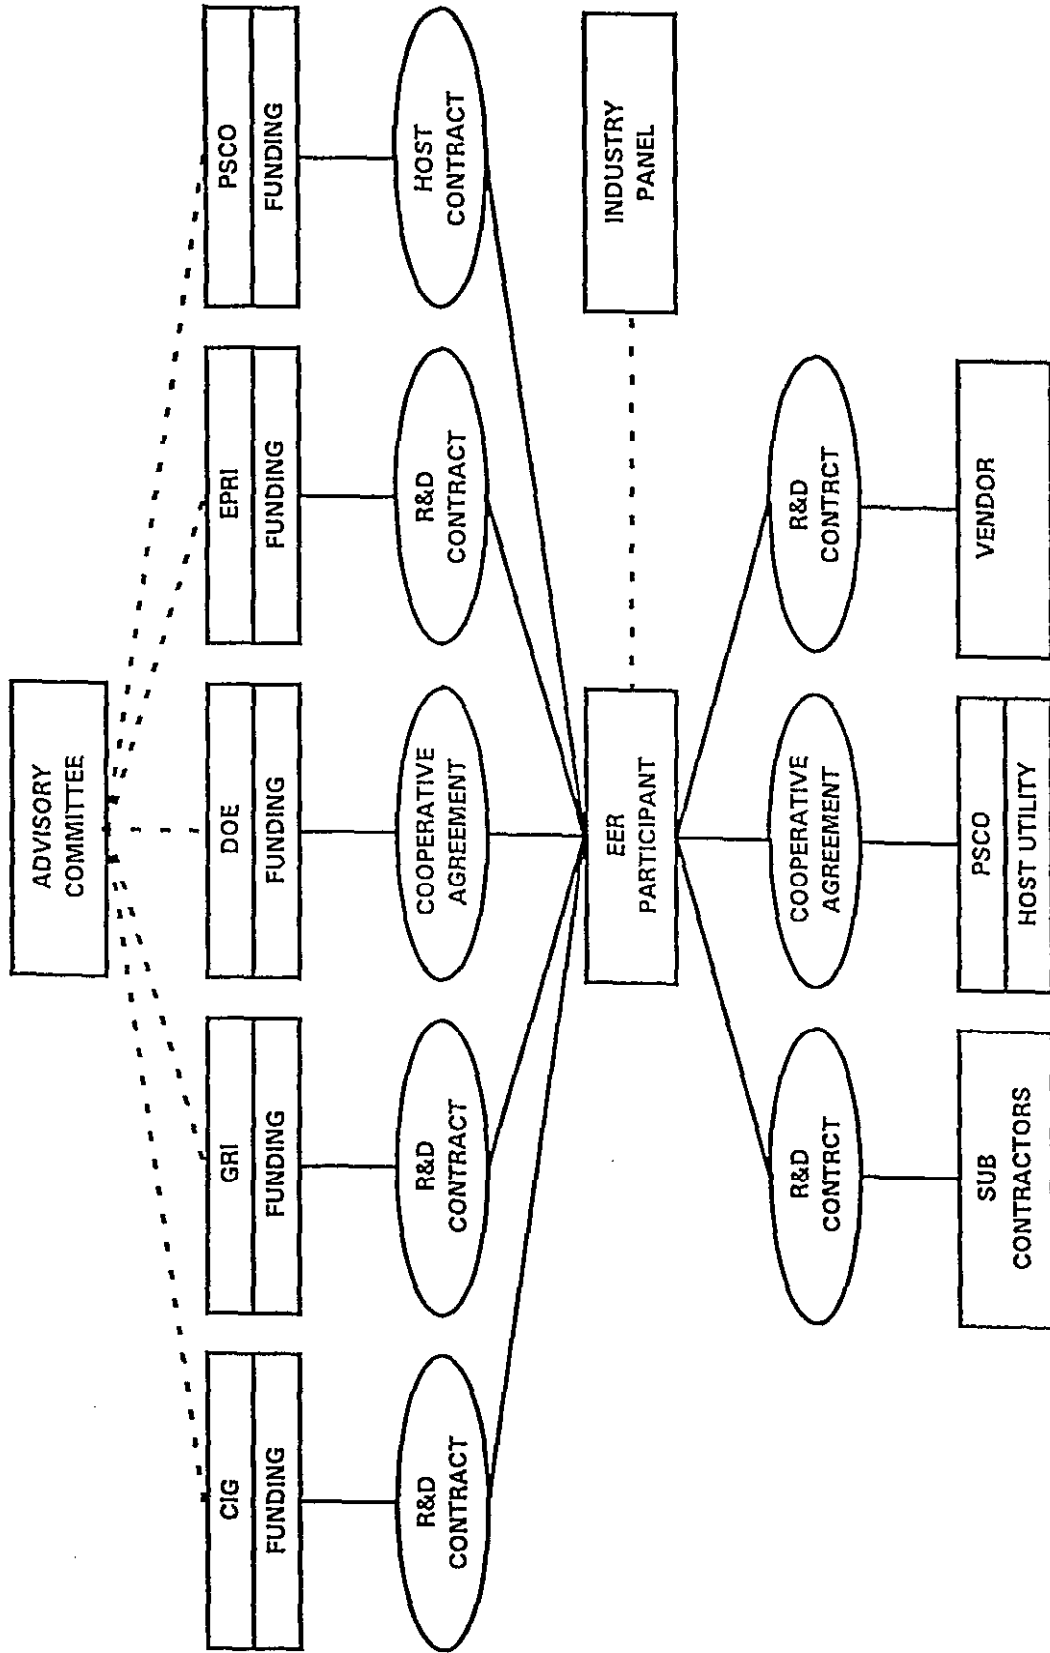 ADVISORY
COMMITTEE
CIG
FUNDING
GRI
FUNDING
DOE
FUNDING
EPRI
FUNDING
PSCO
FUNDING
R&D
CONTRACT
R&D
CONTRACT
COOPERATIVE
AGREEMENT
R&D
CONTRACT
HOST
CONTRACT
EER
PARTICIPANT
INDUSTRY
PANEL
R&D
CONTRCT
COOPERATIVE
AGREEMENT
R&D
CONTRCT
SUB
CONTRACTORS
PSCO
HOST UTILITY
VENDOR